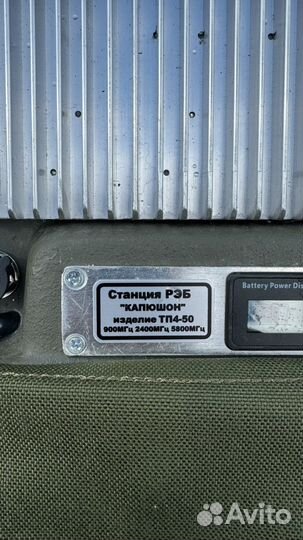 Станция РЭБ
"КАПЮШОН"
изделие ТП4-50
900МГц 2400МГц 5800МГц
Battery Power Dis
Avito